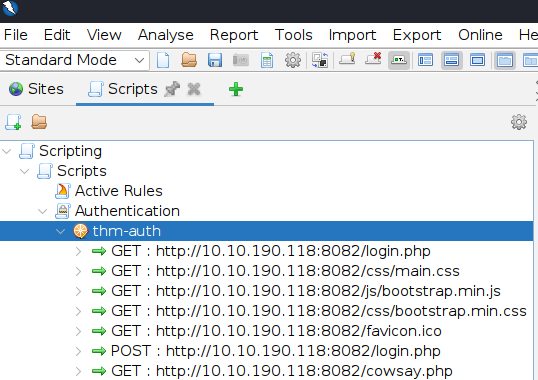 File Edit View Analyse Report Tools Import Export Online
Standard Mode
Sites Scripts
Scripting
Scripts
Active Rules
Authentication
thm-auth
GET : http://10.10.190.118:8082/login.php
GET : http://10.10.190.118:8082/css/main.css
GET : http://10.10.190.118:8082/js/bootstrap.min.js
GET : http://10.10.190.118:8082/css/bootstrap.min.css
GET : http://10.10.190.118:8082/favicon.ico
POST : http://10.10.190.118:8082/login.php
GET : http://10.10.190.118:8082/cowsay.php